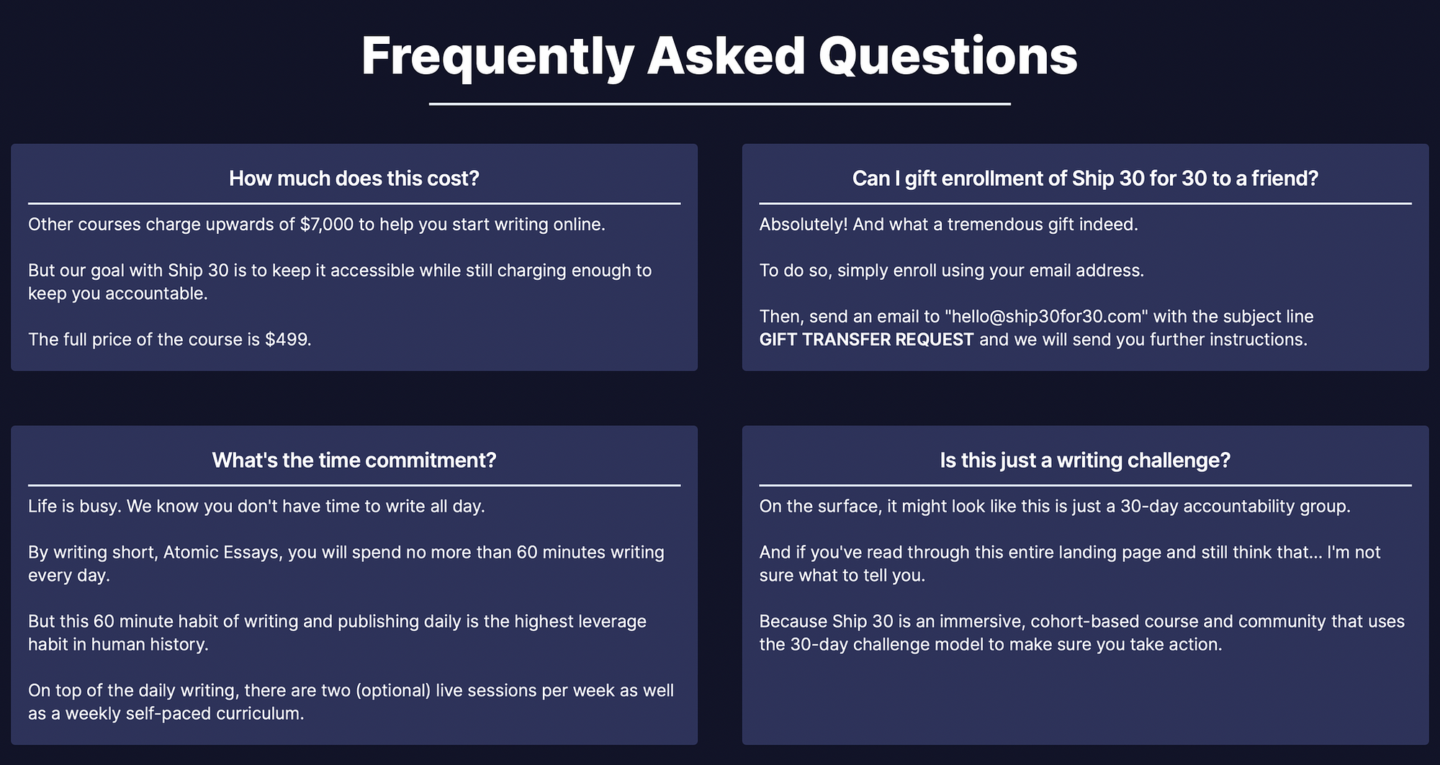 Frequently Asked Questions
How much does this cost?
Other courses charge upwards of $7,000 to help you start writing online.
But our goal with Ship 30 is to keep it accessible while still charging enough to
keep you accountable.
The full price of the course is $499.
Can I gift enrollment of Ship 30 for 30 to a friend?
Absolutely! And what a tremendous gift indeed.
To do so, simply enroll using your email address.
Then, send an email to "hello@ship30for30.com" with the subject line
GIFT TRANSFER REQUEST and we will send you further instructions.
What's the time commitment?
Life is busy. We know you don't have time to write all day.
By writing short, Atomic Essays, you will spend no more than 60 minutes writing
every day.
But this 60 minute habit of writing and publishing daily is the highest leverage
habit in human history.
On top of the daily writing, there are two (optional) live sessions per week as well
as a weekly self-paced curriculum.
Is this just a writing challenge?
On the surface, it might look like this is just a 30-day accountability group.
And if you've read through this entire landing page and still think that... I'm not
sure what to tell you.
Because Ship 30 is an immersive, cohort-based course and community that uses
the 30-day challenge model to make sure you take action.